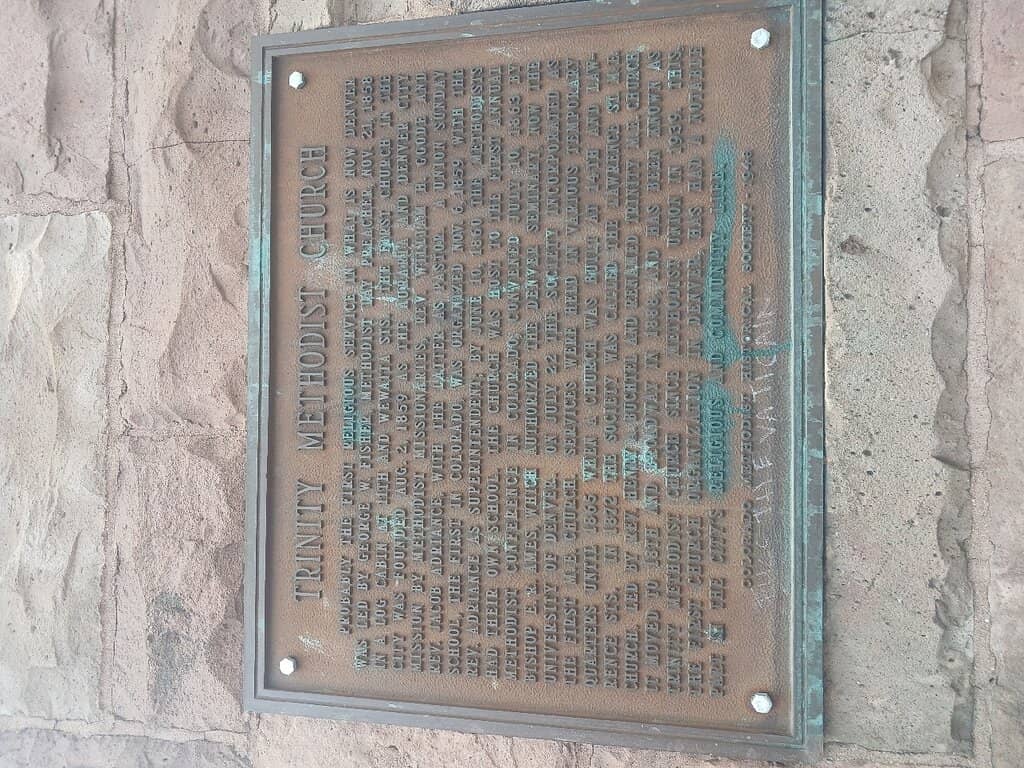 TRINITY METHODIST CHURCH
PROBABLY THE FIRST RELIGIOUS SERVICE IN WHAT IS NOW DENVER
WAS LED BY GEORGE W. FISHER, METHODIST LAY PREACHER, NOV. 21, 1858
IN A LOG CABIN AT AND WEWATTA STS. THE FIRST CHURCH IN THE
CITY WAS FOUNDED AUG. 2, 1859 AS THE AURARIA AND DENVER CITY
MISSION BY METHODIST MISSIONARIES, REV. WILLIAM H. GOODE AND
REV. JACOB ADRIANCE, WITH THE LATTER AS PASTOR. A UNION SUNDAY
SCHOOL, THE FIRST IN COLORADO WAS ORGANIZED NOV. 6, 1859 WITH THE
REV. ADRIANCE AS SUPERINTENDENT. BY JUNE 10, 1860 THE METHODISTS
HAD THEIR OWN SCHOOL. THE CHURCH WAS HOST TO THE FIRST ANNUAL
METHODIST CONFERENCE IN COLORADO, CONVENED JULY 10, 1863 BY
BISHOP E.R. AMES, WHICH AUTHORIZED THE DENVER SEMINARY, NOW THE
UNIVERSITY OF DENVER. ON JULY 22 THE SOCIETY INCORPORATED AS
THE FIRST M.E. CHURCH. SERVICES WERE HELD IN VARIOUS TEMPORARY
QUARTERS UNTIL 1865 WHEN A CHURCH WAS BUILT AT 14TH AND LAW-
RENCE STS. IN 1872 THE SOCIETY WAS CALLED THE LAWRENCE ST. M.E.
CHURCH. LED BY REV. HENRY BUCHTEL AND RENAMED TRINITY M.E. CHURCH,
IT MOVED TO 18TH AND BROADWAY IN 1888, AND HAS BEEN KNOWN AS
TRINITY METHODIST CHURCH SINCE METHODIST UNION IN 1939. THIS,
THE FIRST CHURCH ORGANIZATION IN DENVER, HAS HAD A NOTABLE
PART IN THE CITY'S RELIGIOUS AND COMMUNITY LIFE.
COLORADO METHODIST HISTORICAL SOCIETY
THE VATICAN